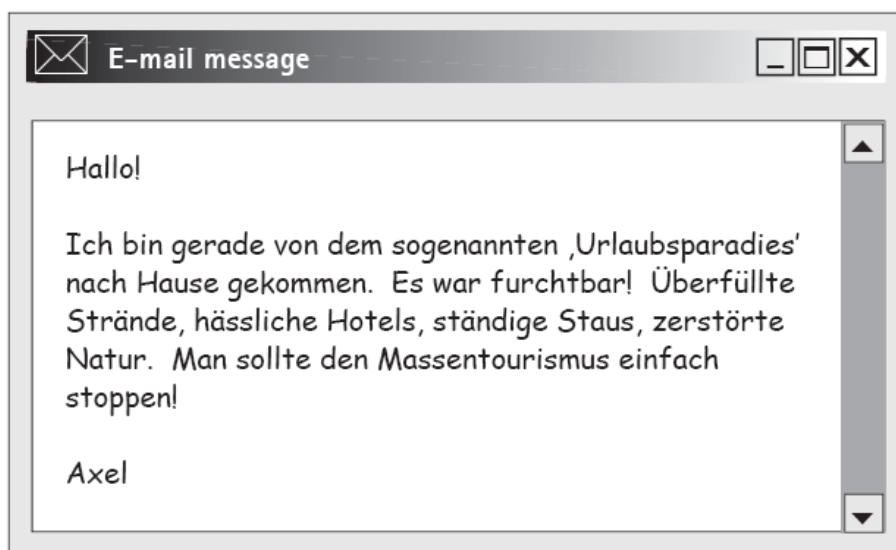 E-mail message
Hallo!
Ich bin gerade von dem sogenannten ‚Urlaubsparadies’
nach Hause gekommen.  Es war furchtbar!  Überfüllte
Strände, hässliche Hotels, ständige Staus, zerstörte
Natur.  Man sollte den Massentourismus einfach
stoppen!
Axel